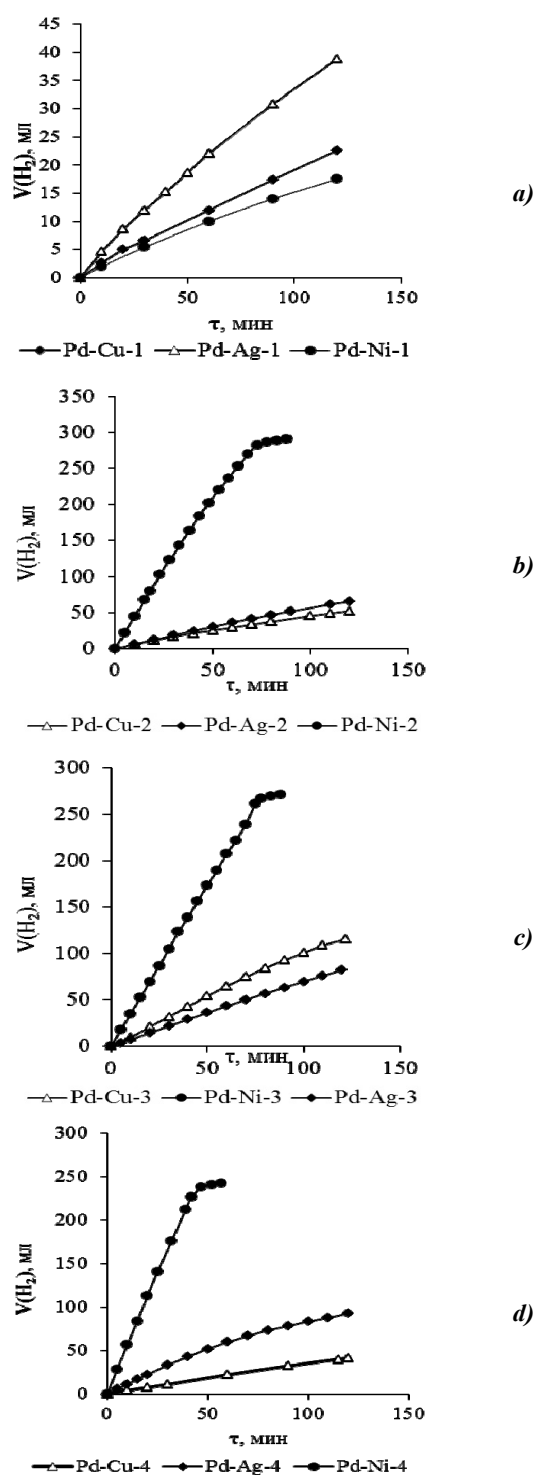 45
40
35
30
25
20
15
10
5
0
V(H₂), мл
0 50 100 150
τ, мин
a)
Pd-Cu-1 Pd-Ag-1 Pd-Ni-1
350
300
250
200
150
100
50
0
V(H₂), мл
0 50 100 150
τ, мин
b)
Pd-Cu-2 Pd-Ag-2 Pd-Ni-2
300
250
200
150
100
50
0
V(H₂), мл
0 50 100 150
τ, мин
c)
Pd-Cu-3 Pd-Ni-3 Pd-Ag-3
300
250
200
150
100
50
0
V(H₂), мл
0 50 100 150
τ, мин
d)
Pd-Cu-4 Pd-Ag-4 Pd-Ni-4